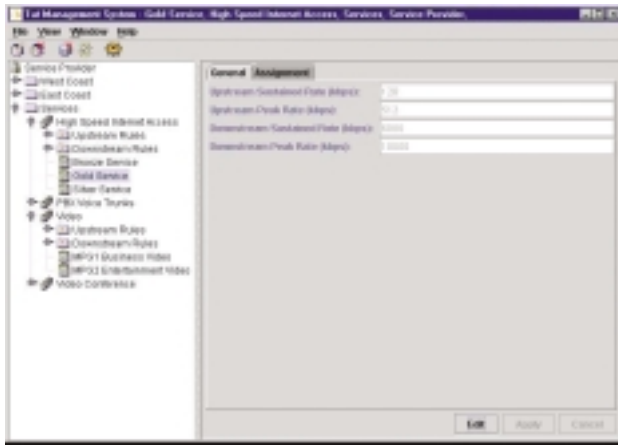 Tut Management System : Gold Service, High Speed Internet Access, Services, Service Provider,
File View Window Help
Service Provider
West Coast
East Coast
Services
High Speed Internet Access
Upstream Rules
Downstream Rules
Bronze Service
Gold Service
Silver Service
PBX Voice Trunks
Video
Upstream Rules
Downstream Rules
MPG1 Business Video
MPG2 Entertainment Video
Video Conference
General Assignment
Upstream Sustained Rate (kbps):
Upstream Peak Rate (kbps):
Downstream Sustained Rate (kbps):
Downstream Peak Rate (kbps):
Edit Apply Cancel